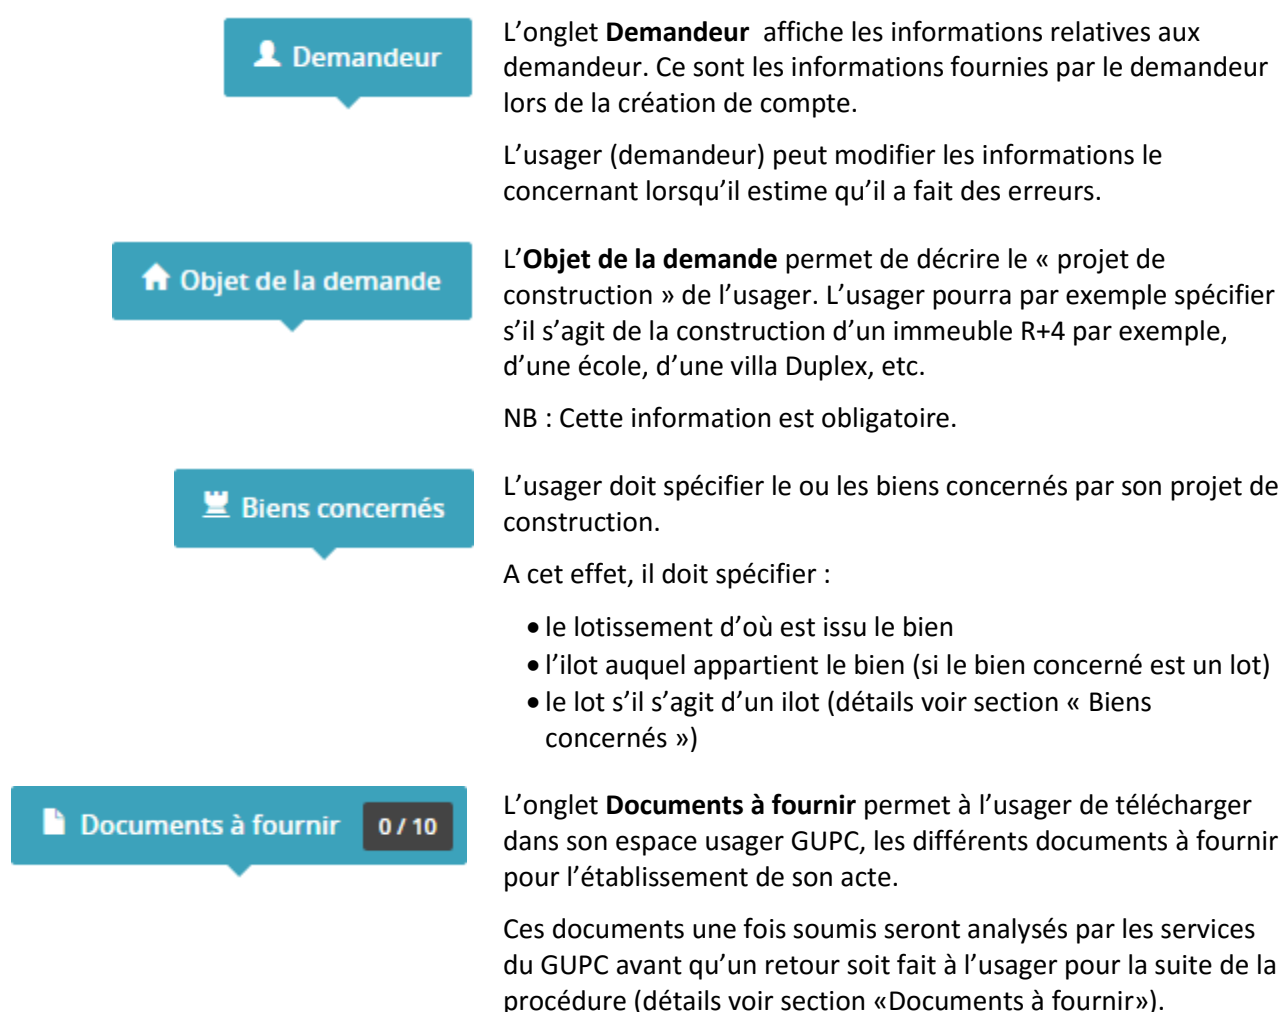 Demandeur
L’onglet Demandeur affiche les informations relatives aux
demandeur. Ce sont les informations fournies par le demandeur
lors de la création de compte.
L’usager (demandeur) peut modifier les informations le
concernant lorsqu’il estime qu’il a fait des erreurs.
Objet de la demande
L’Objet de la demande permet de décrire le « projet de
construction » de l’usager. L’usager pourra par exemple spécifier
s’il s’agit de la construction d’un immeuble R+4 par exemple,
d’une école, d’une villa Duplex, etc.
NB : Cette information est obligatoire.
Biens concernés
L’usager doit spécifier le ou les biens concernés par son projet de
construction.
A cet effet, il doit spécifier :
• le lotissement d’où est issu le bien
• l’ilot auquel appartient le bien (si le bien concerné est un lot)
• le lot s’il s’agit d’un ilot (détails voir section « Biens
concernés »)
Documents à fournir 0 / 10
L’onglet Documents à fournir permet à l’usager de télécharger
dans son espace usager GUPC, les différents documents à fournir
pour l’établissement de son acte.
Ces documents une fois soumis seront analysés par les services
du GUPC avant qu’un retour soit fait à l’usager pour la suite de la
procédure (détails voir section «Documents à fournir»).